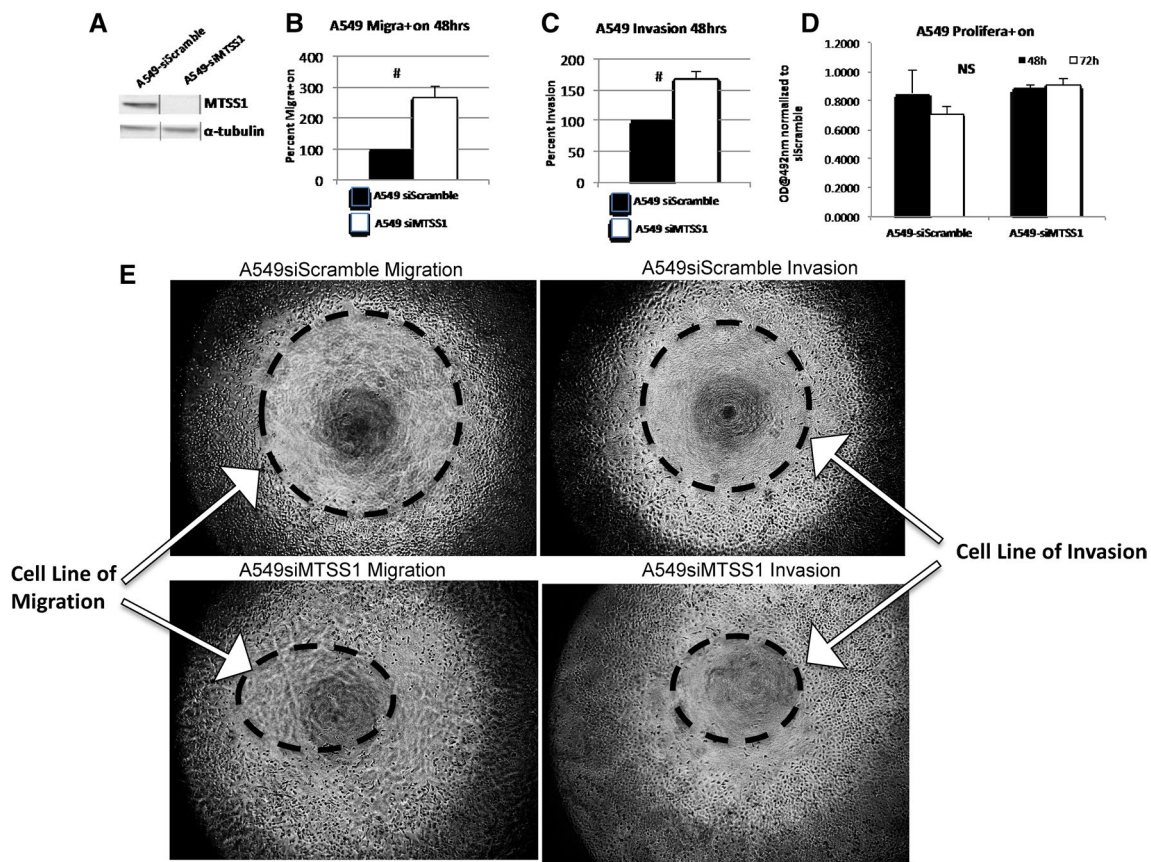 A
A549-siScramble
A549-siMTSS1
MTSS1
α-tubulin
B
A549 Migra+on 48hrs
Percent Migra+on
400
300
200
100
0
#
A549 siScramble
A549 siMTSS1
C
A549 Invasion 48hrs
Percent Invasion
200
150
100
50
0
#
A549 siScramble
A549 siMTSS1
D
A549 Prolifera+on
OD@492nm normalized to
siScramble
1.2000
1.0000
0.8000
0.6000
0.4000
0.2000
0.0000
NS
48h
72h
A549-siScramble
A549-siMTSS1
E
A549siScramble Migration
A549siScramble Invasion
Cell Line of
Migration
Cell Line of Invasion
A549siMTSS1 Migration
A549siMTSS1 Invasion